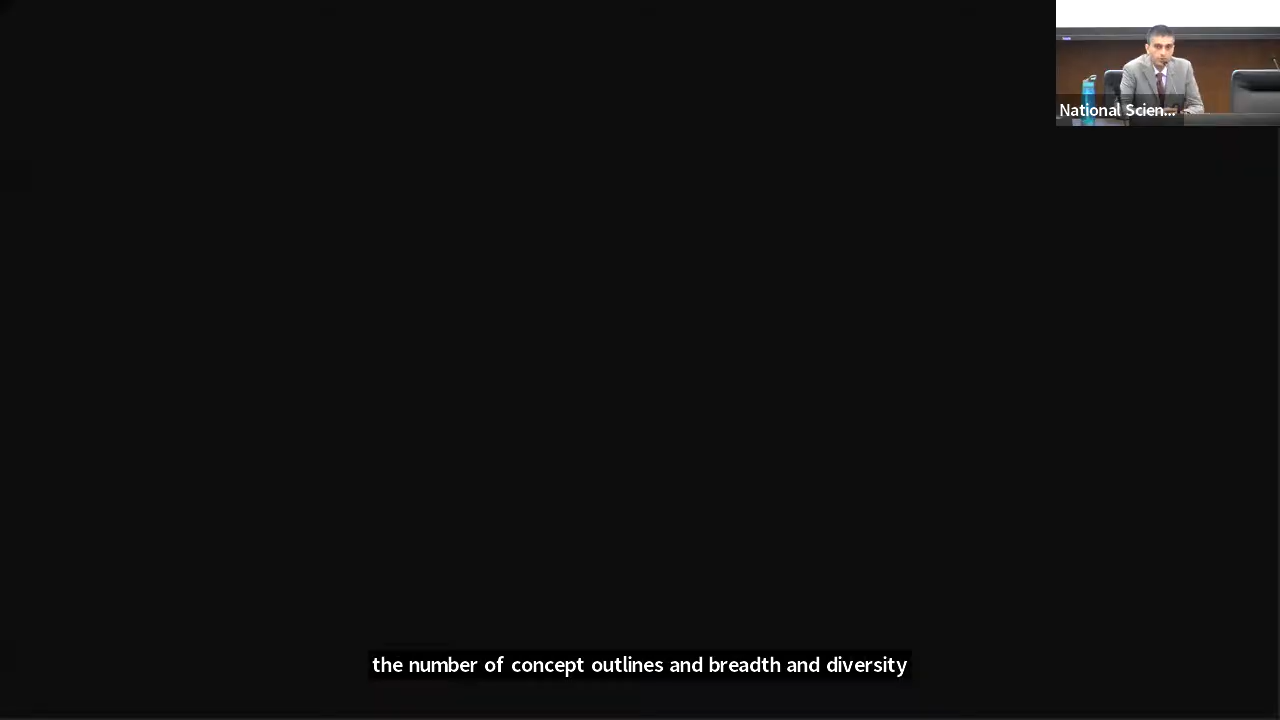 National Scien...
the number of concept outlines and breadth and diversity